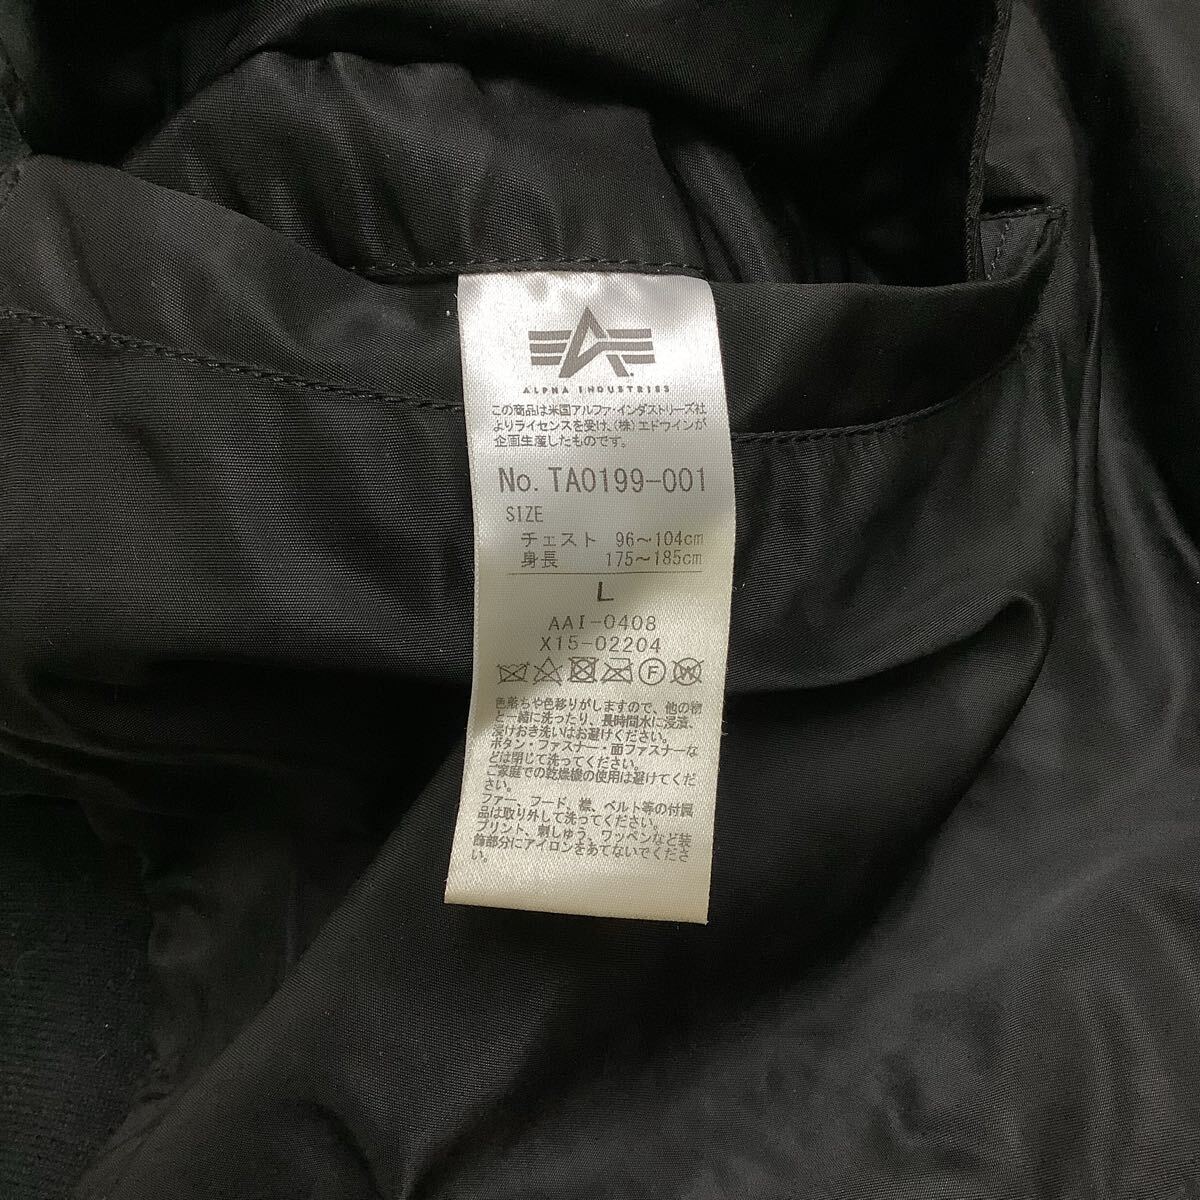 ALPHA INDUSTRIES
この商品は米国アルファ・インダストリーズ社
よりライセンスを受け、(株)エドウインが
企画生産したものです。
No. TA0199-001
SIZE
チェスト 96～104cm
身長 175～185cm
L
AAI-0408
X15-02204
F W
色落ちや色移りがしますので、他の物
と一緒に洗ったり、長時間水に浸漬、
浸けおき洗いはお避けください。
ボタン・ファスナー・面ファスナーな
どは閉じて洗ってください。
ご家庭での乾燥機の使用は避けてくだ
さい。
ファー、フード、襟、ベルト等の付属
品は取り外して洗ってください。
プリント、刺しゅう、ワッペンなど装
飾部分にアイロンをあてないでくださ
い。